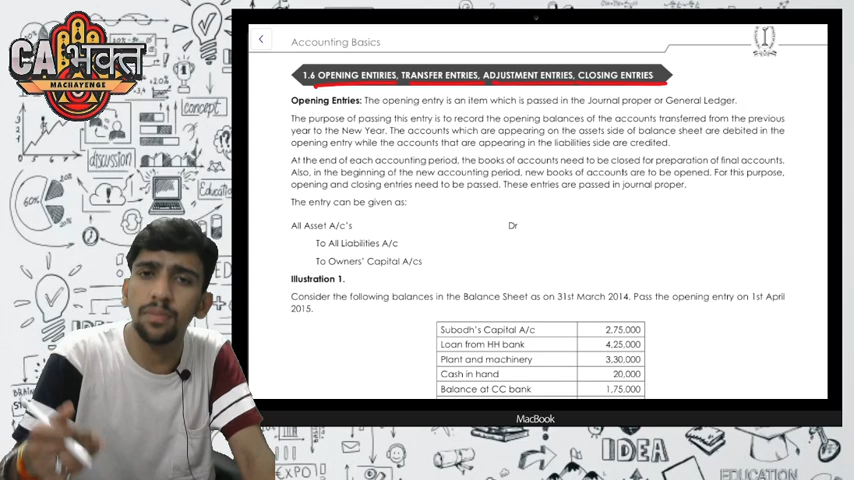 CA भक्त
MACHAYENGE
Accounting Basics
1.6 OPENING ENTIRIES, TRANSFER ENTRIES, ADJUSTMENT ENTRIES, CLOSING ENTRIES
Opening Entries: The opening entry is an item which is passed in the Journal proper or General Ledger.
The purpose of passing this entry is to record the opening balances of the accounts transferred from the previous
year to the New Year. The accounts which are appearing on the assets side of balance sheet are debited in the
opening entry while the accounts that are appearing in the liabilities side are credited.
At the end of each accounting period, the books of accounts need to be closed for preparation of final accounts.
Also, in the beginning of the new accounting period, new books of accounts are to be opened. For this purpose,
opening and closing entries need to be passed. These entries are passed in journal proper.
The entry can be given as:
All Asset A/c's Dr
To All Liabilities A/c
To Owners' Capital A/cs
Illustration 1.
Consider the following balances in the Balance Sheet as on 31st March 2014. Pass the opening entry on 1st April
2015.
Subodh's Capital A/c 2,75,000
Loan from HH bank 4,25,000
Plant and machinery 3,30,000
Cash in hand 20,000
Balance at CC bank 1,75,000
MacBook
concept
discussion
60%
20%
IDEA
EXPO!
EDUCATION